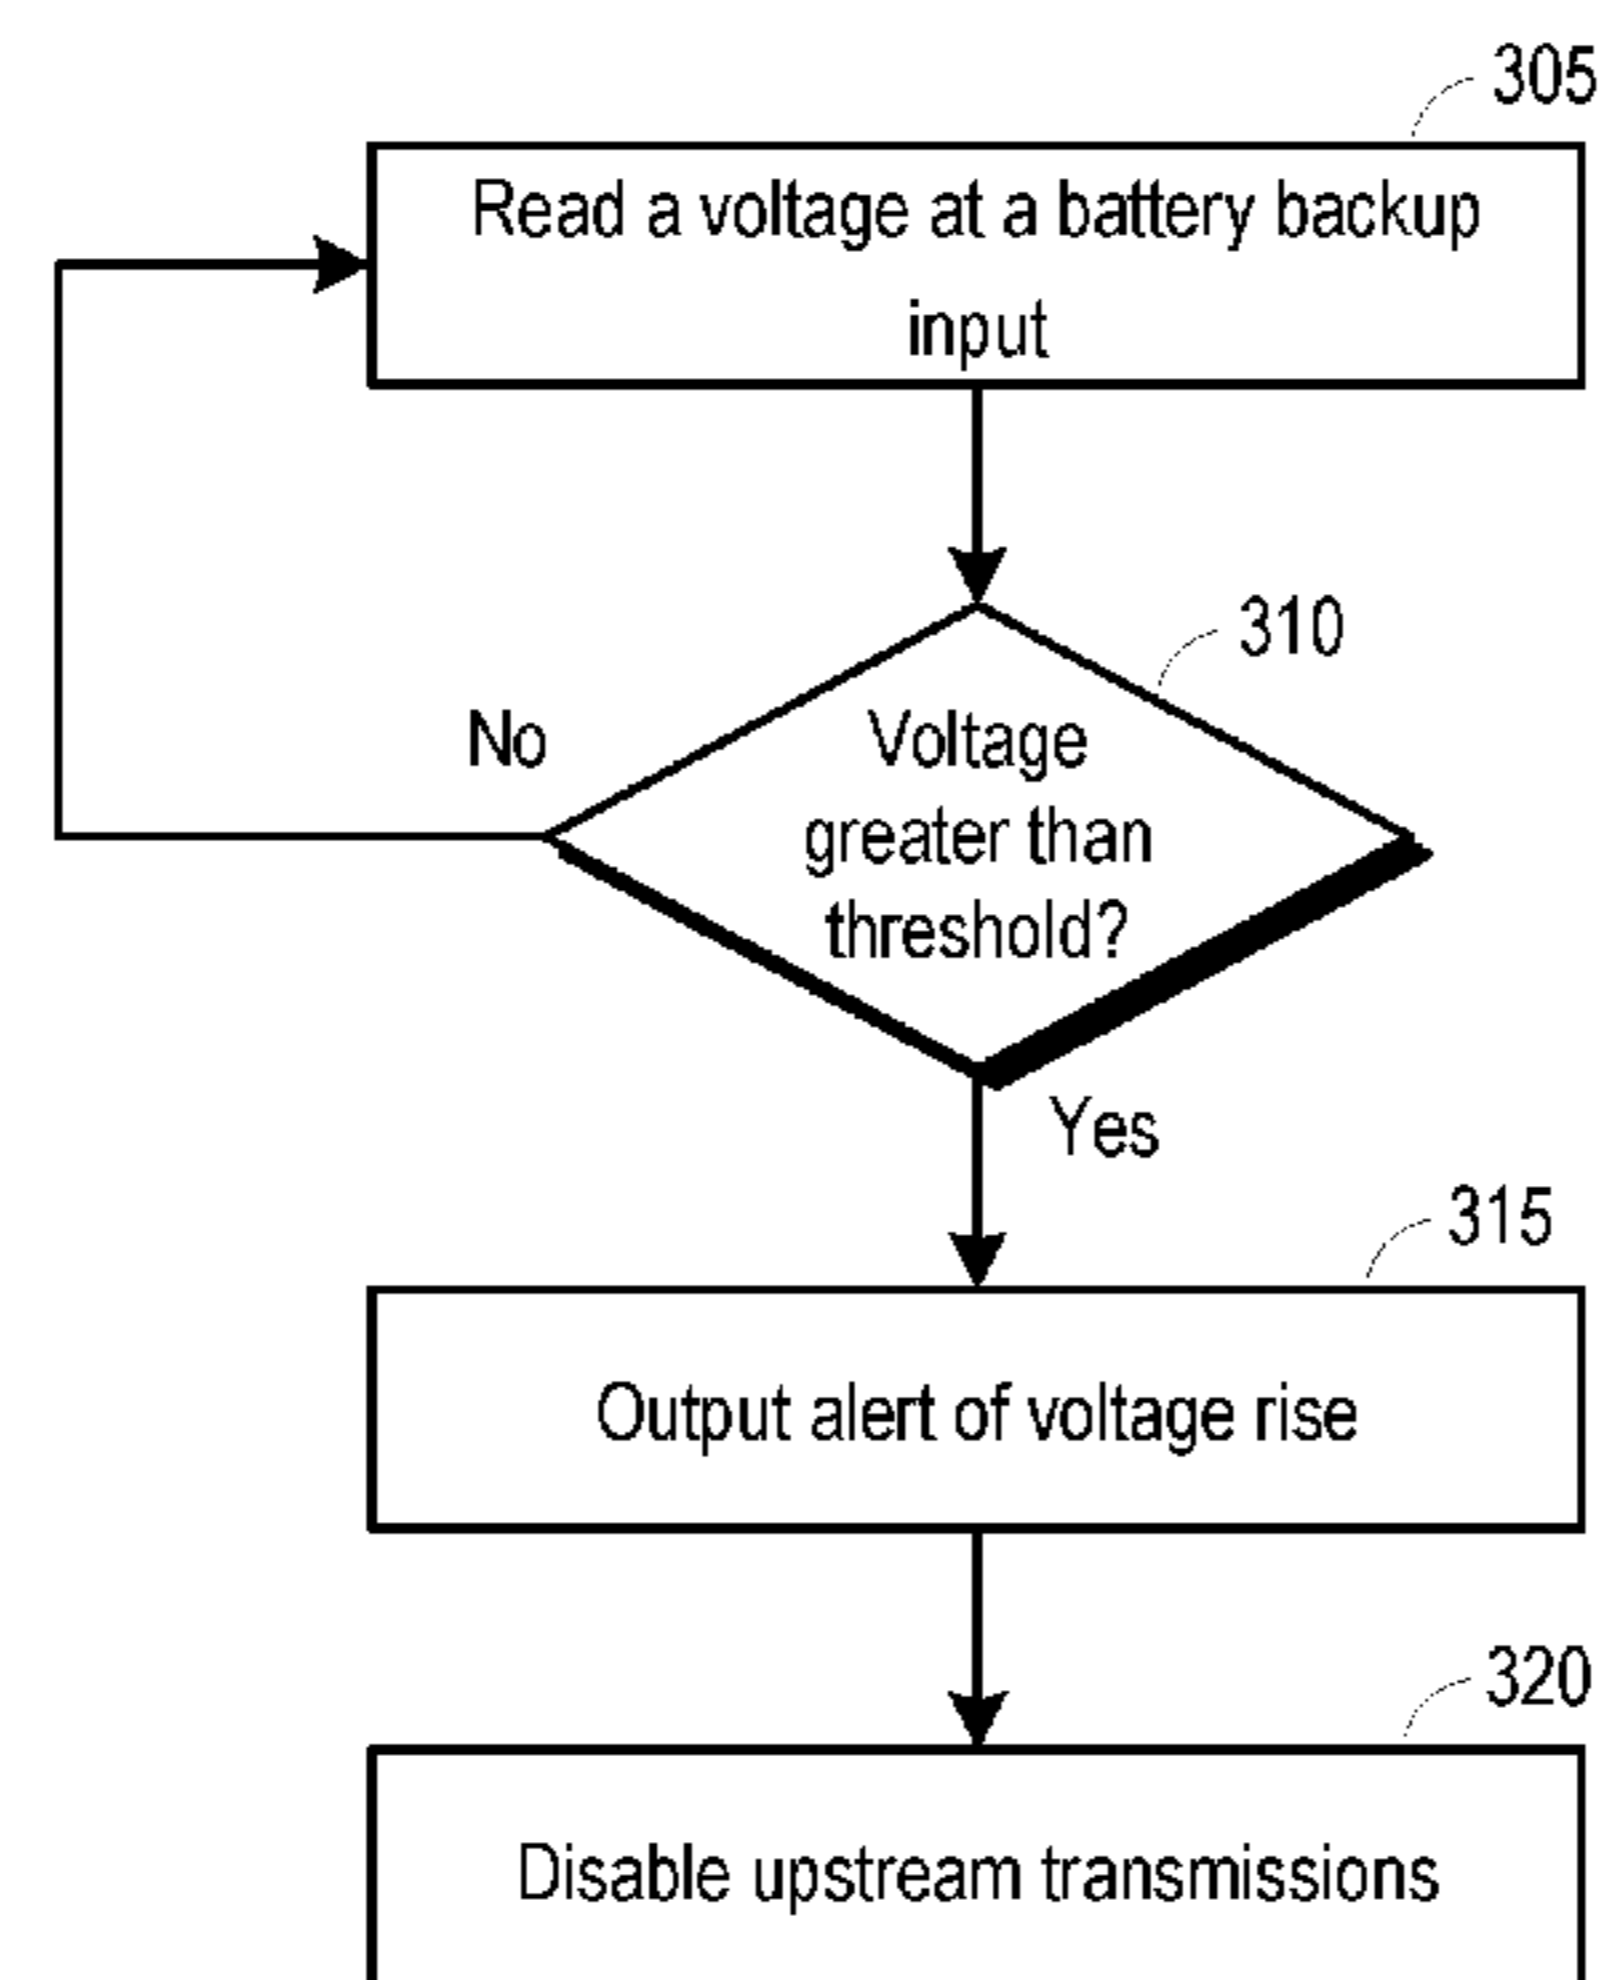 305
Read a voltage at a battery backup
input
310
No
Voltage
greater than
threshold?
Yes
315
Output alert of voltage rise
320
Disable upstream transmissions